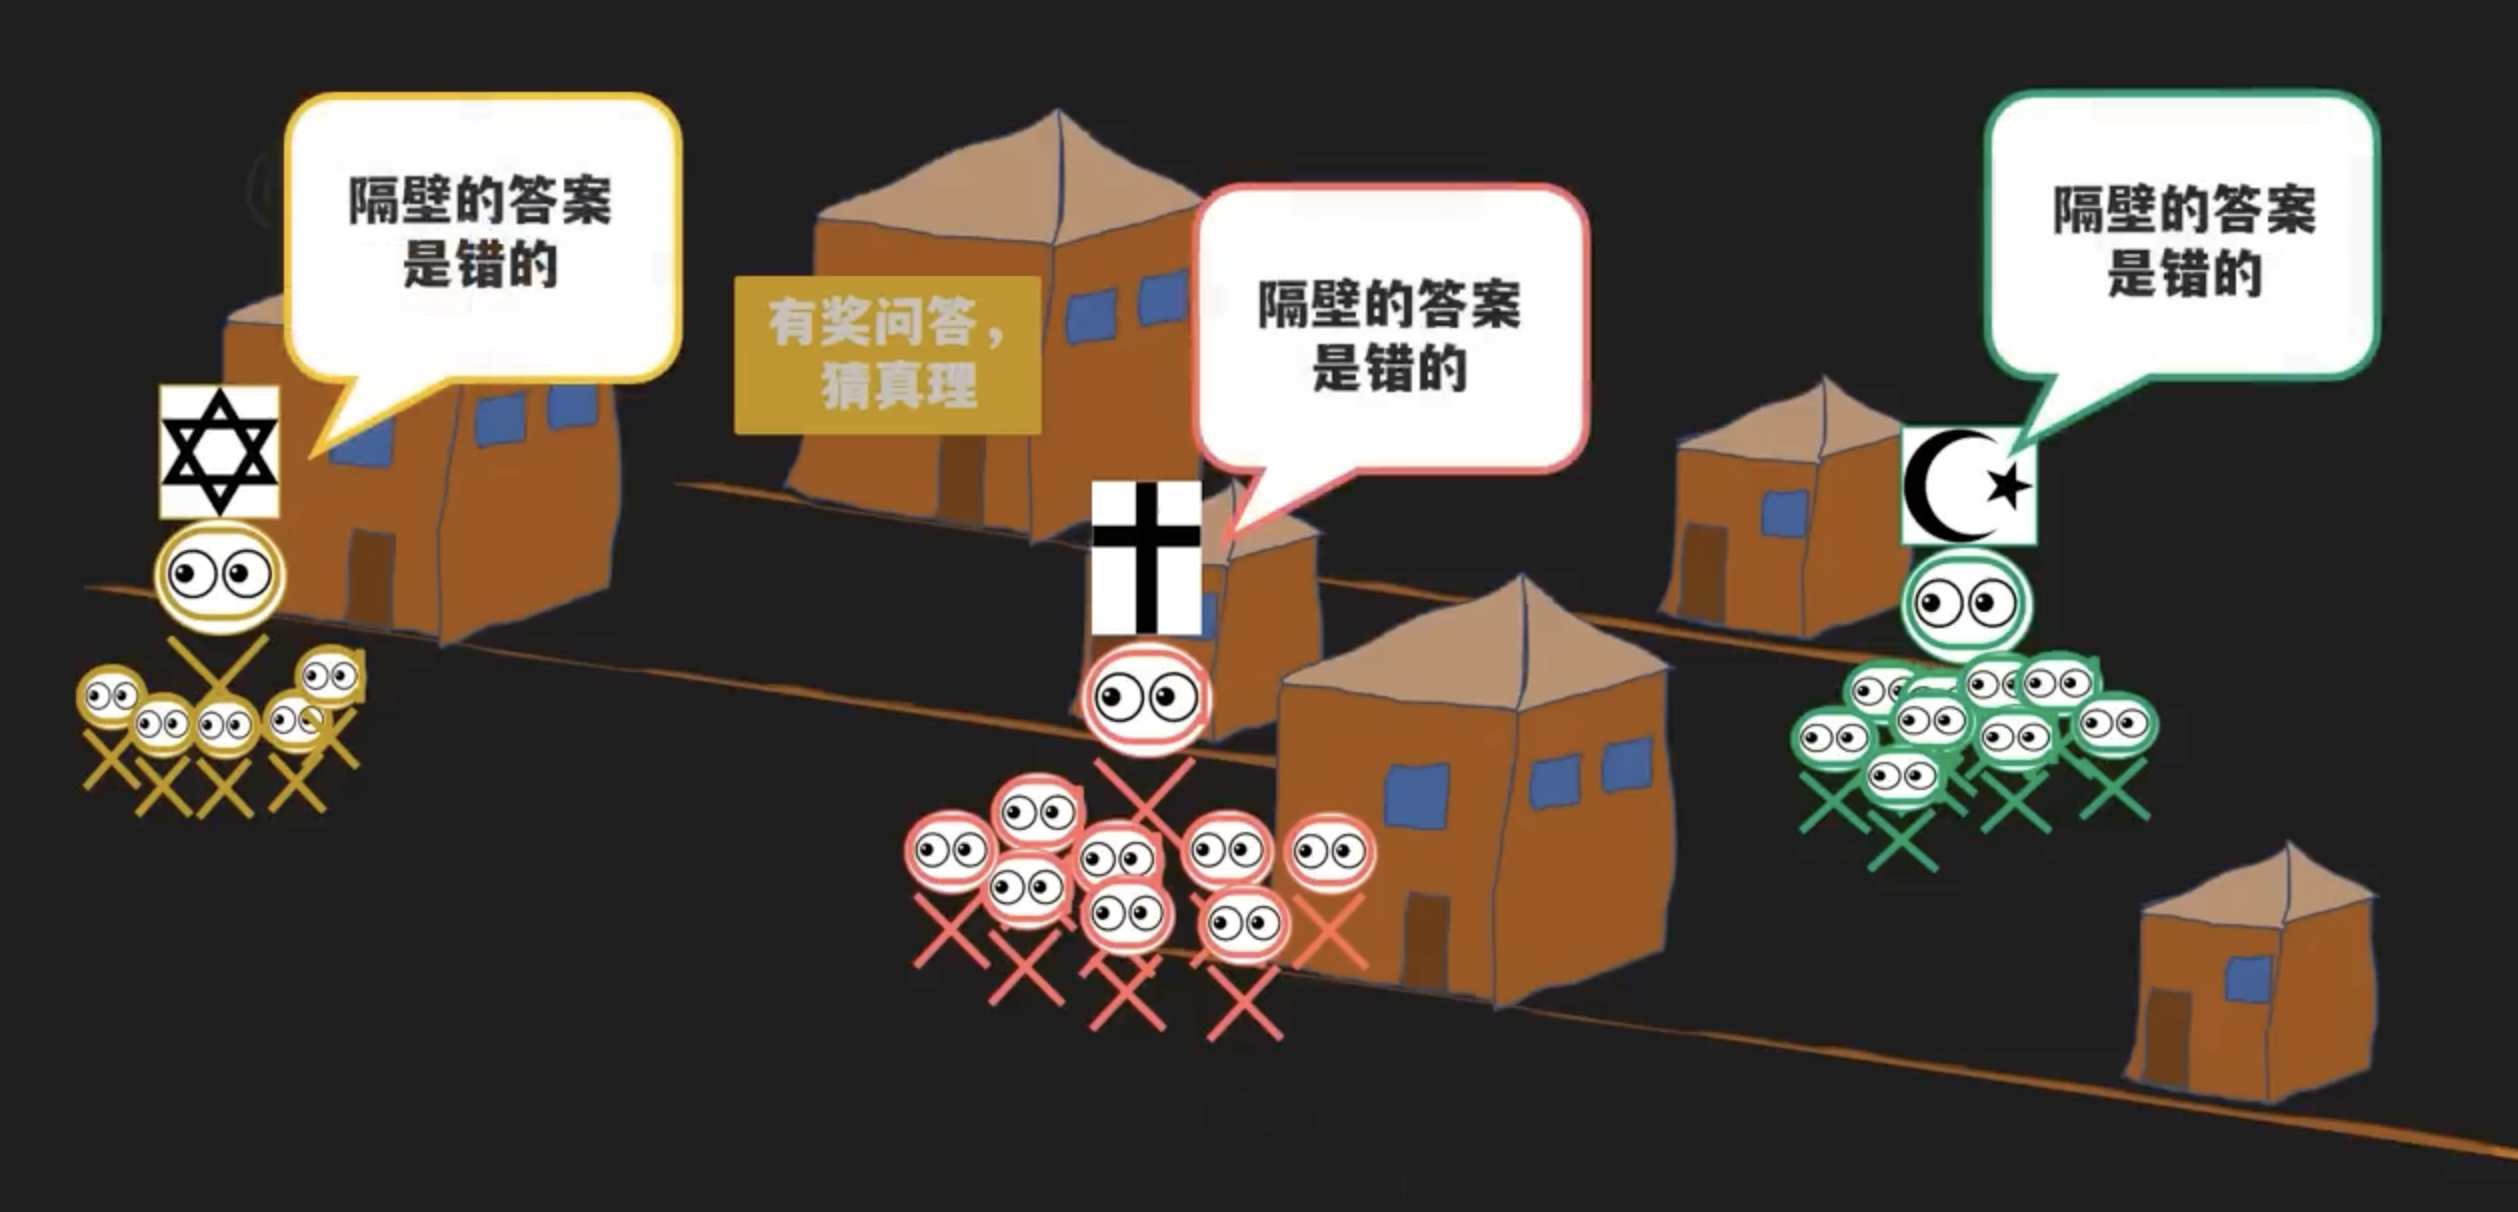 隔壁的答案
是错的
有奖问答，
猜真理
隔壁的答案
是错的
隔壁的答案
是错的